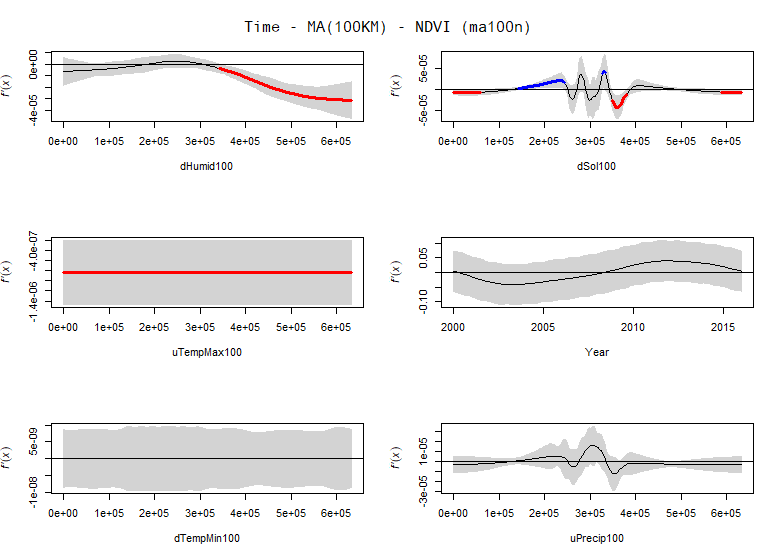 Time - MA(100KM) - NDVI (ma100n)
f'(x)
-4e-05
0e+00
0e+00 1e+05 2e+05 3e+05 4e+05 5e+05 6e+05
dHumid100
f'(x)
-5e-05
5e-05
0e+00 1e+05 2e+05 3e+05 4e+05 5e+05 6e+05
dSol100
f'(x)
-1.4e-06
-4.0e-07
0e+00 1e+05 2e+05 3e+05 4e+05 5e+05 6e+05
uTempMax100
f'(x)
-0.10
0.05
2000 2005 2010 2015
Year
f'(x)
-1e-08
5e-09
0e+00 1e+05 2e+05 3e+05 4e+05 5e+05 6e+05
dTempMin100
f'(x)
-3e-05
1e-05
0e+00 1e+05 2e+05 3e+05 4e+05 5e+05 6e+05
uPrecip100